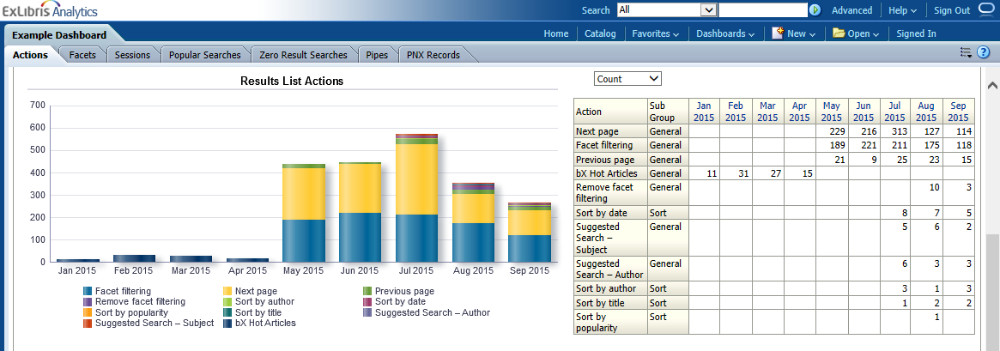 ExLibris Analytics
Search All Advanced Help Sign Out
Example Dashboard
Home Catalog Favorites Dashboards New Open Signed In
Actions Facets Sessions Popular Searches Zero Result Searches Pipes PNX Records
Results List Actions
700
600
500
400
300
200
100
0
Jan 2015 Feb 2015 Mar 2015 Apr 2015 May 2015 Jun 2015 Jul 2015 Aug 2015 Sep 2015
Facet filtering Next page Previous page
Remove facet filtering Sort by author Sort by date
Sort by popularity Sort by title Suggested Search – Author
Suggested Search – Subject bX Hot Articles
Count
Action Sub Group Jan 2015 Feb 2015 Mar 2015 Apr 2015 May 2015 Jun 2015 Jul 2015 Aug 2015 Sep 2015
Next page General 229 216 313 127 114
Facet filtering General 189 221 211 175 118
Previous page General 21 9 25 23 15
bX Hot Articles General 11 31 27 15
Remove facet filtering General 10 3
Sort by date Sort 8 7 5
Suggested Search – Subject General 5 6 2
Suggested Search – Author General 6 3 3
Sort by author Sort 3 1 3
Sort by title Sort 1 2 2
Sort by popularity Sort 1